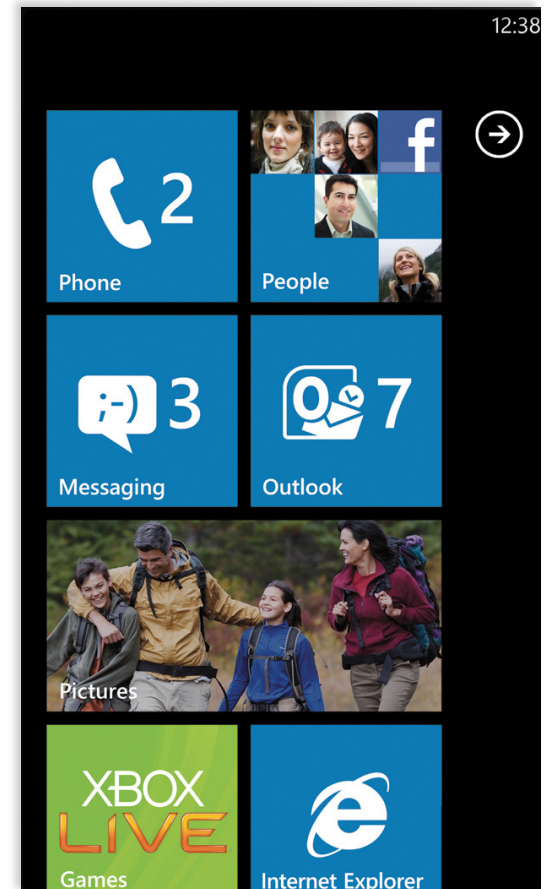 12:38
2
f
Phone
People
;-) 3
O 7
Messaging
Outlook
Pictures
XBOX
LIVE
e
Games
Internet Explorer